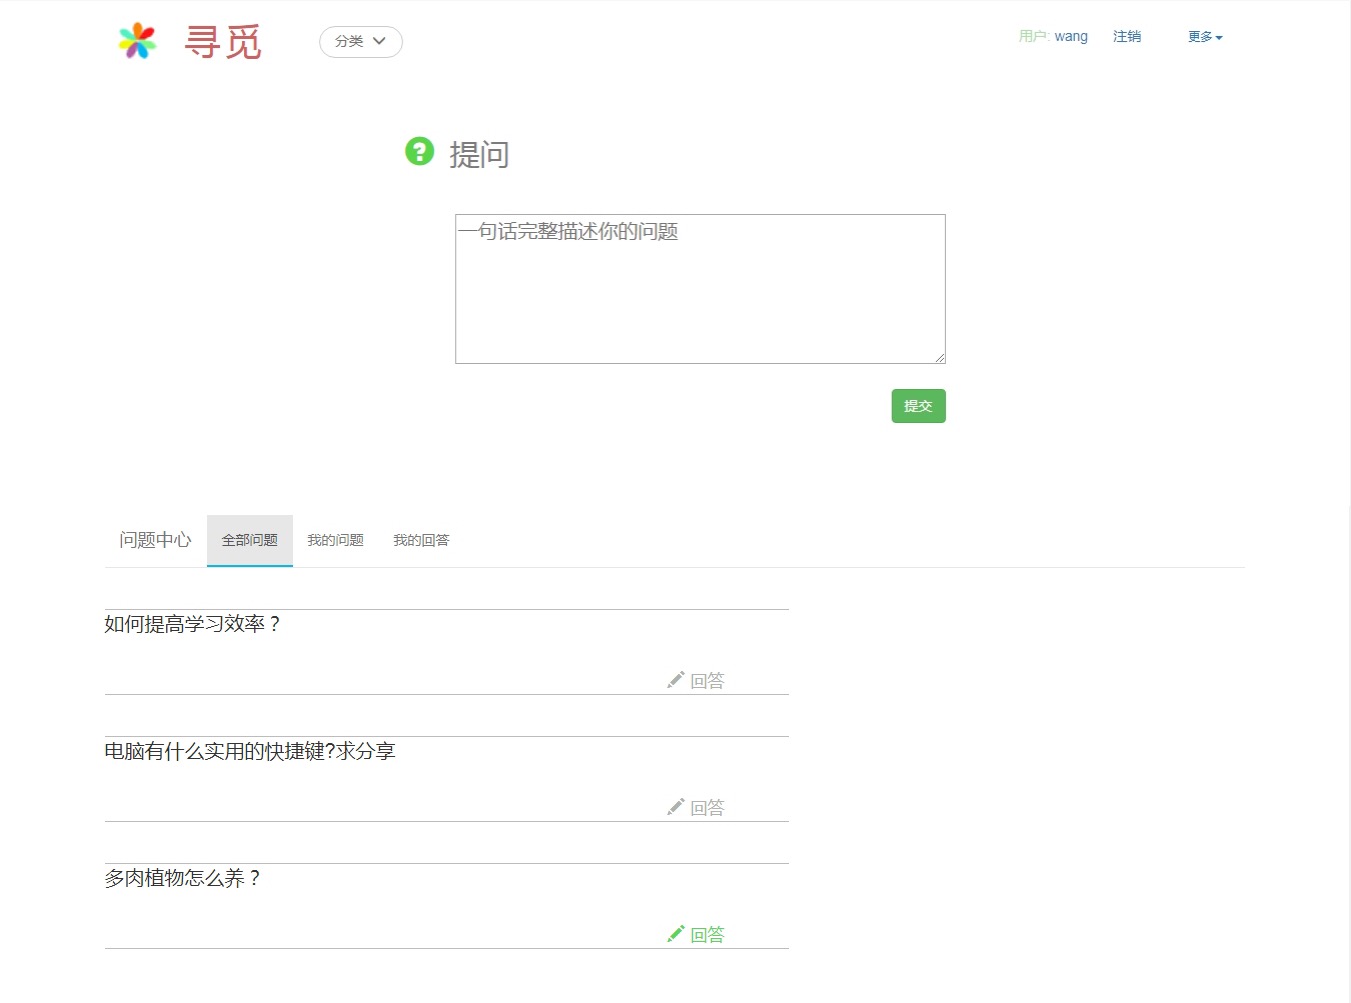 寻觅 分类 用户: wang 注销 更多
提问
一句话完整描述你的问题
提交
问题中心 全部问题 我的问题 我的回答
如何提高学习效率？
回答
电脑有什么实用的快捷键?求分享
回答
多肉植物怎么养？
回答